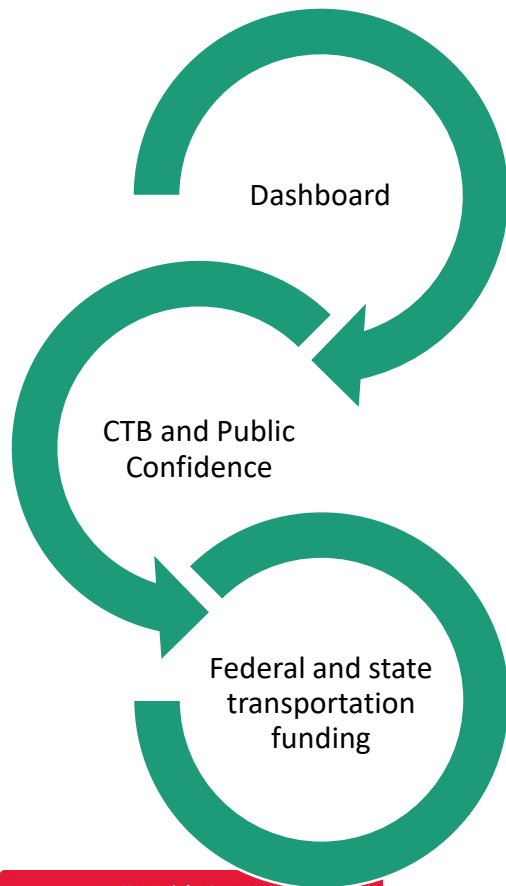 Dashboard
CTB and Public
Confidence
Federal and state
transportation
funding